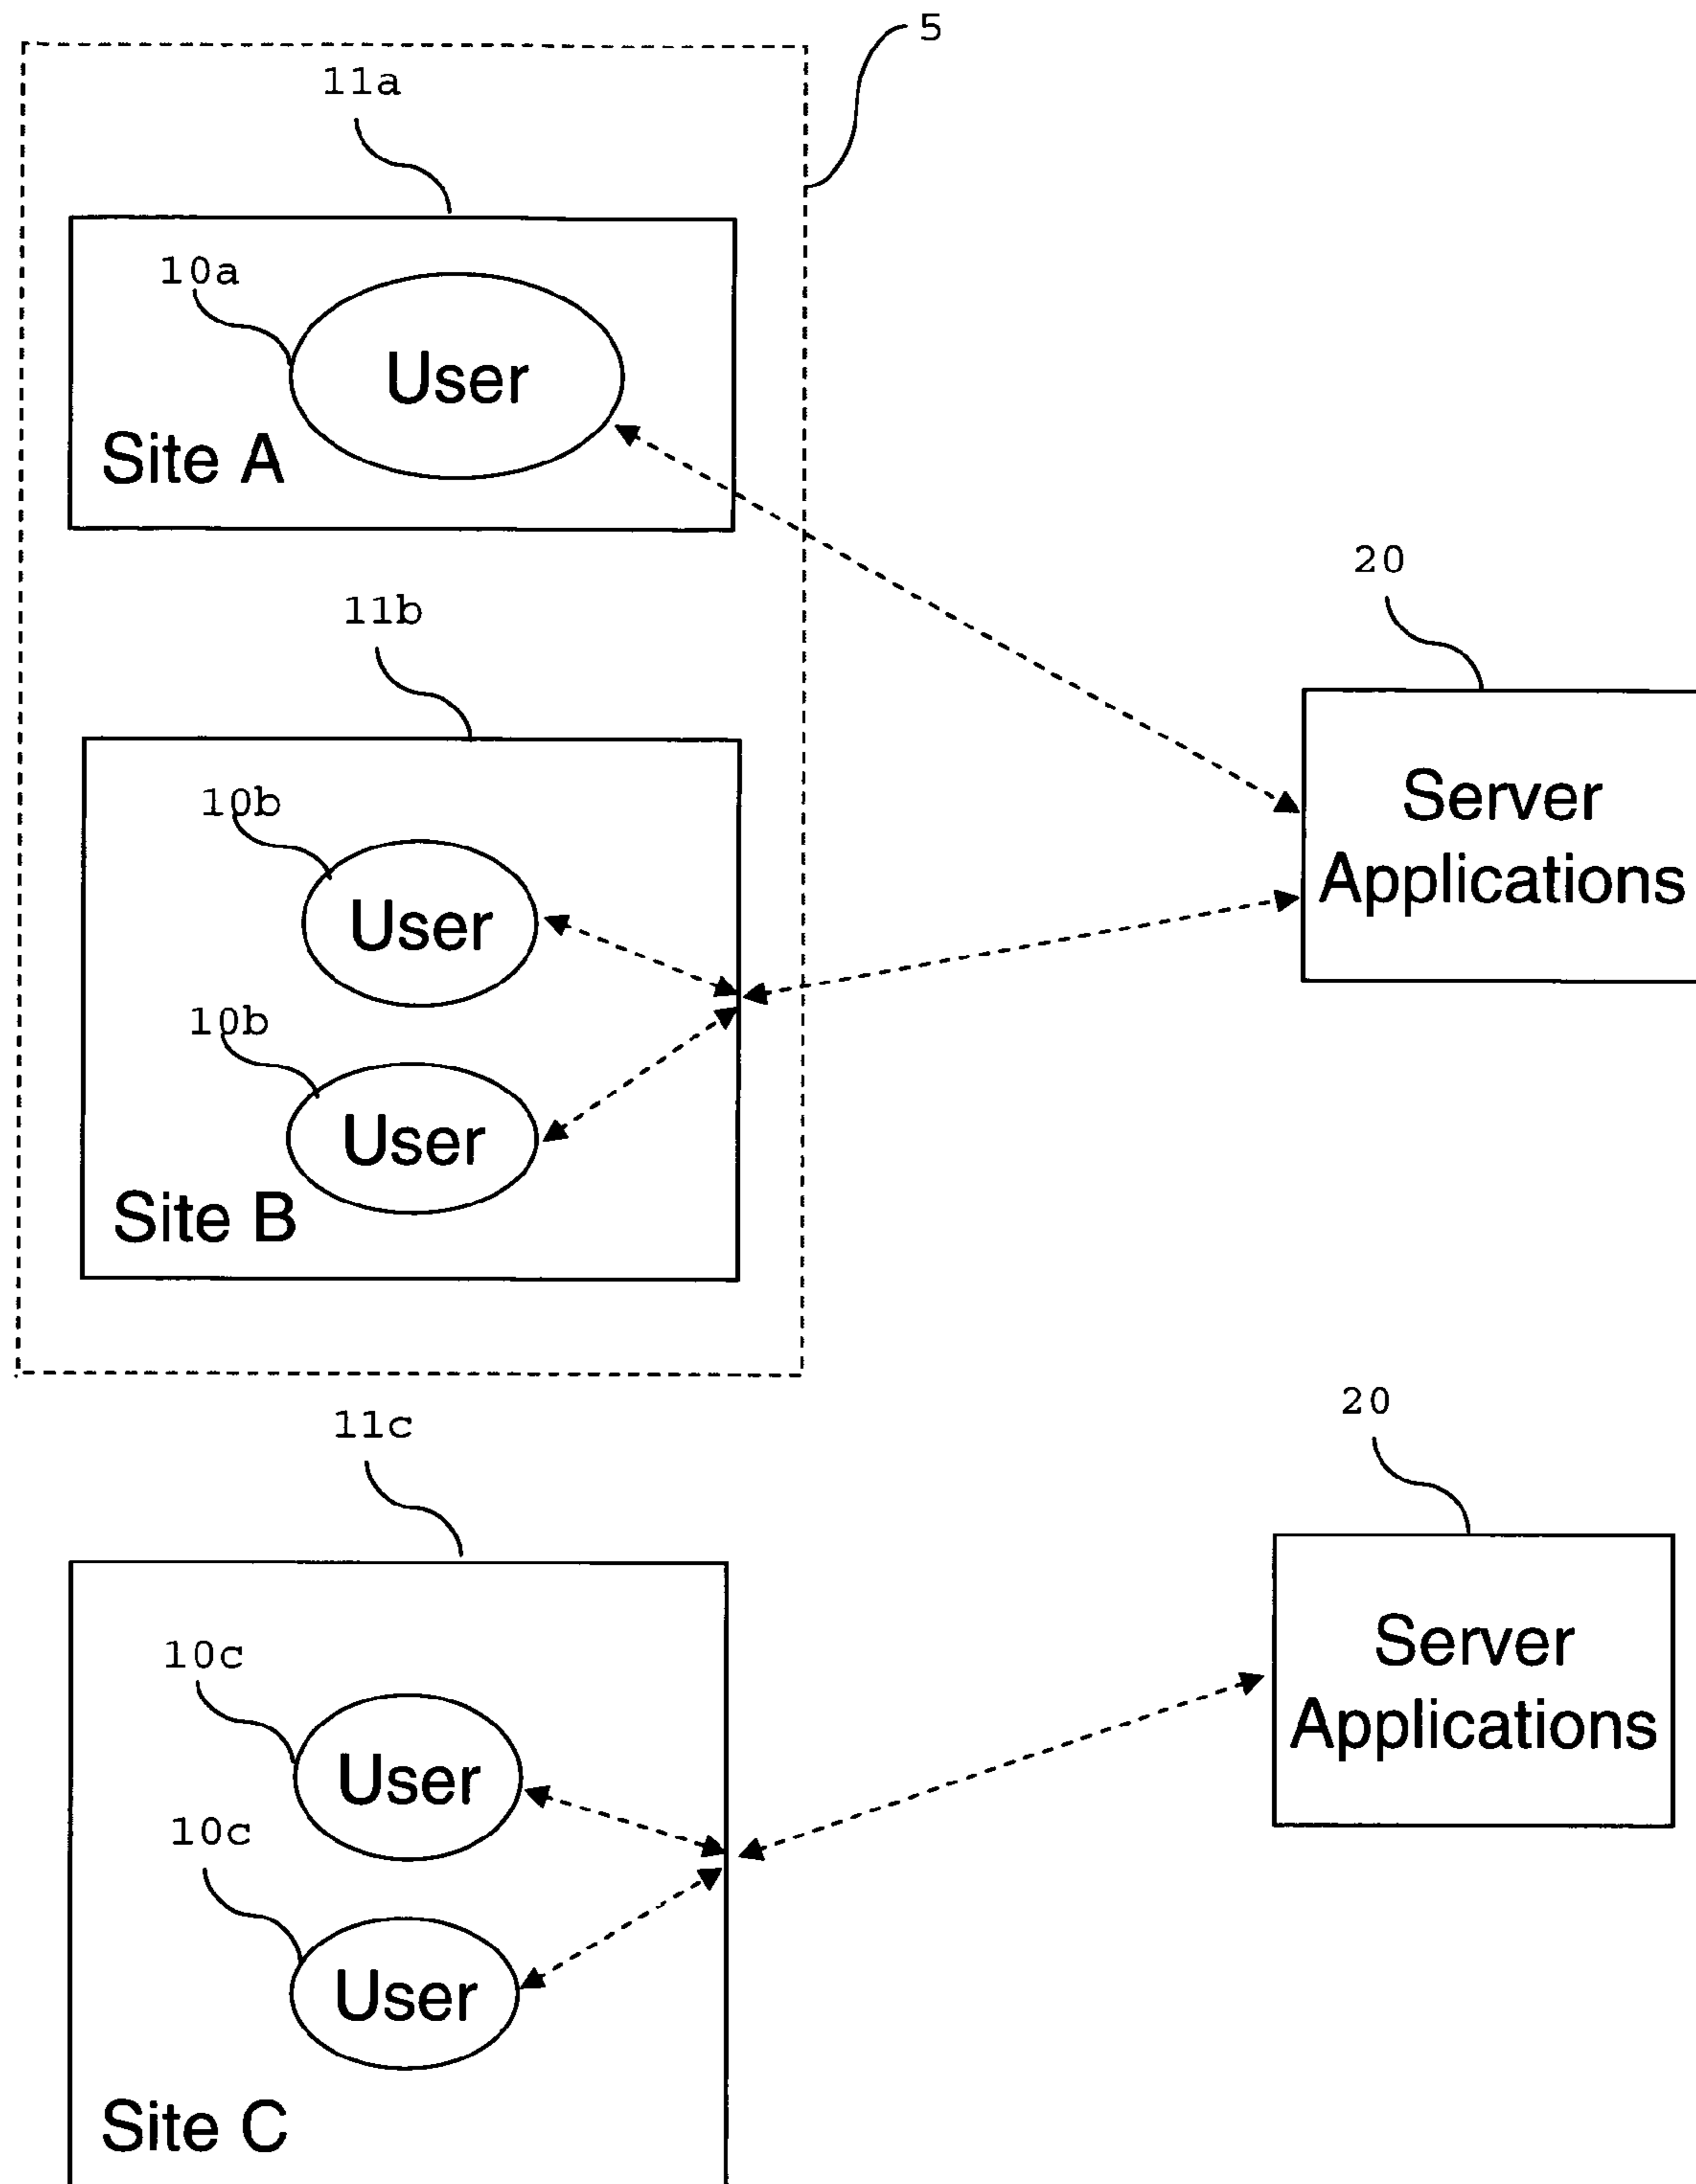 5
11a
10a
User
Site A
11b
20
10b
User
Server
Applications
10b
User
Site B
11c
20
10c
User
Server
Applications
10c
User
Site C